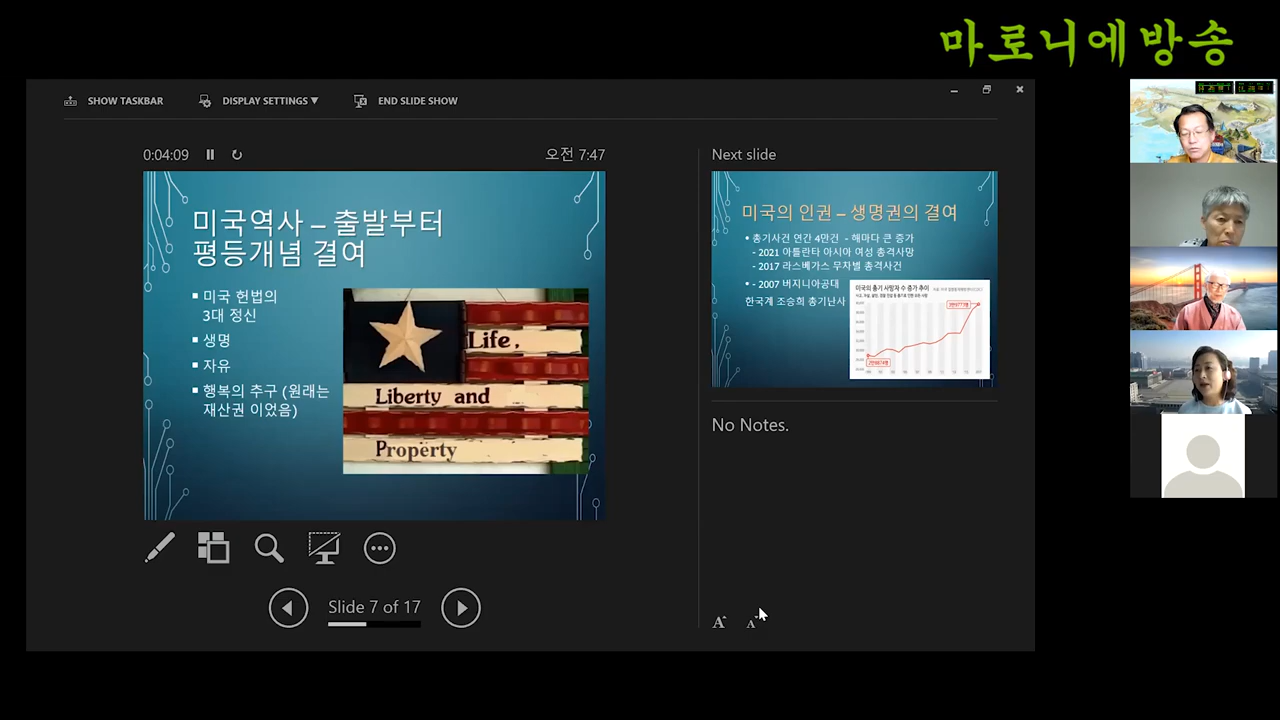 마로니에방송
SHOW TASKBAR
DISPLAY SETTINGS ▼
END SLIDE SHOW
0:04:09
오전 7:47
미국역사 – 출발부터
평등개념 결여
▪ 미국 헌법의
3대 정신
▪ 생명
▪ 자유
▪ 행복의 추구 (원래는
재산권 이었음)
Life,
Liberty and
Property
Slide 7 of 17
Next slide
미국의 인권 – 생명권의 결여
• 총기사건 연간 4만건 - 해마다 큰 증가
- 2021 아틀란타 아시아 여성 총격사망
- 2017 라스베가스 무차별 총격사건
• - 2007 버지니아공대
한국계 조승희 총기난사
미국의 총기 사망자 수 증가 추이
No Notes.